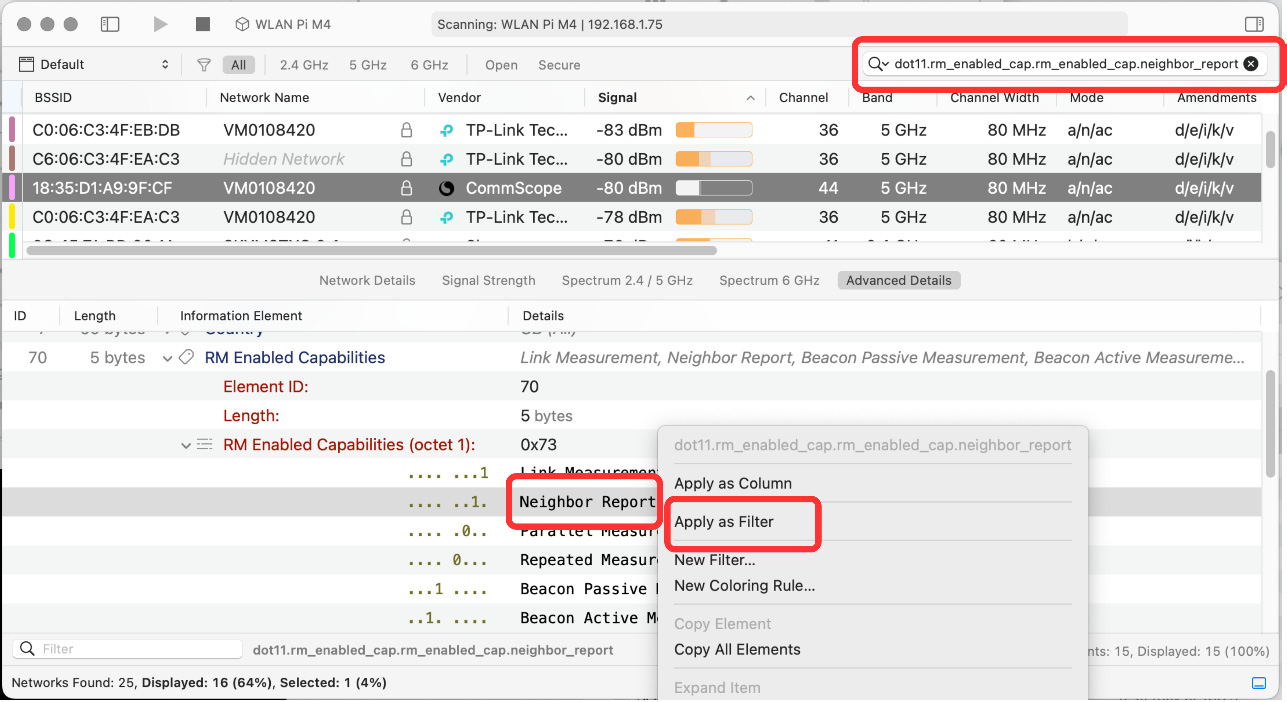 WLAN Pi M4
Scanning: WLAN Pi M4 | 192.168.1.75
Default
All 2.4 GHz 5 GHz 6 GHz Open Secure
dot11.rm_enabled_cap.rm_enabled_cap.neighbor_report
BSSID Network Name Vendor Signal Channel Band Channel Width Mode Amendments
C0:06:C3:4F:EB:DB VM0108420 TP-Link Tec... -83 dBm 36 5 GHz 80 MHz a/n/ac d/e/i/k/v
C6:06:C3:4F:EA:C3 Hidden Network TP-Link Tec... -80 dBm 36 5 GHz 80 MHz a/n/ac d/e/i/k/v
18:35:D1:A9:9F:CF VM0108420 CommScope -80 dBm 44 5 GHz 80 MHz a/n/ac d/e/i/k/v
C0:06:C3:4F:EA:C3 VM0108420 TP-Link Tec... -78 dBm 36 5 GHz 80 MHz a/n/ac d/e/i/k/v
Network Details Signal Strength Spectrum 2.4 / 5 GHz Spectrum 6 GHz Advanced Details
ID Length Information Element Details
Country
70 5 bytes RM Enabled Capabilities Link Measurement, Neighbor Report, Beacon Passive Measurement, Beacon Active Measureme...
Element ID: 70
Length: 5 bytes
RM Enabled Capabilities (octet 1): 0x73
.... ...1 Link Measurement
.... ..1. Neighbor Report
.... .0.. Parallel Measur
.... 0... Repeated Measur
...1 .... Beacon Passive
..1. .... Beacon Active M
dot11.rm_enabled_cap.rm_enabled_cap.neighbor_report
Apply as Column
Apply as Filter
New Filter...
New Coloring Rule...
Copy Element
Copy All Elements
Expand Item
Filter dot11.rm_enabled_cap.rm_enabled_cap.neighbor_report nts: 15, Displayed: 15 (100%)
Networks Found: 25, Displayed: 16 (64%), Selected: 1 (4%)